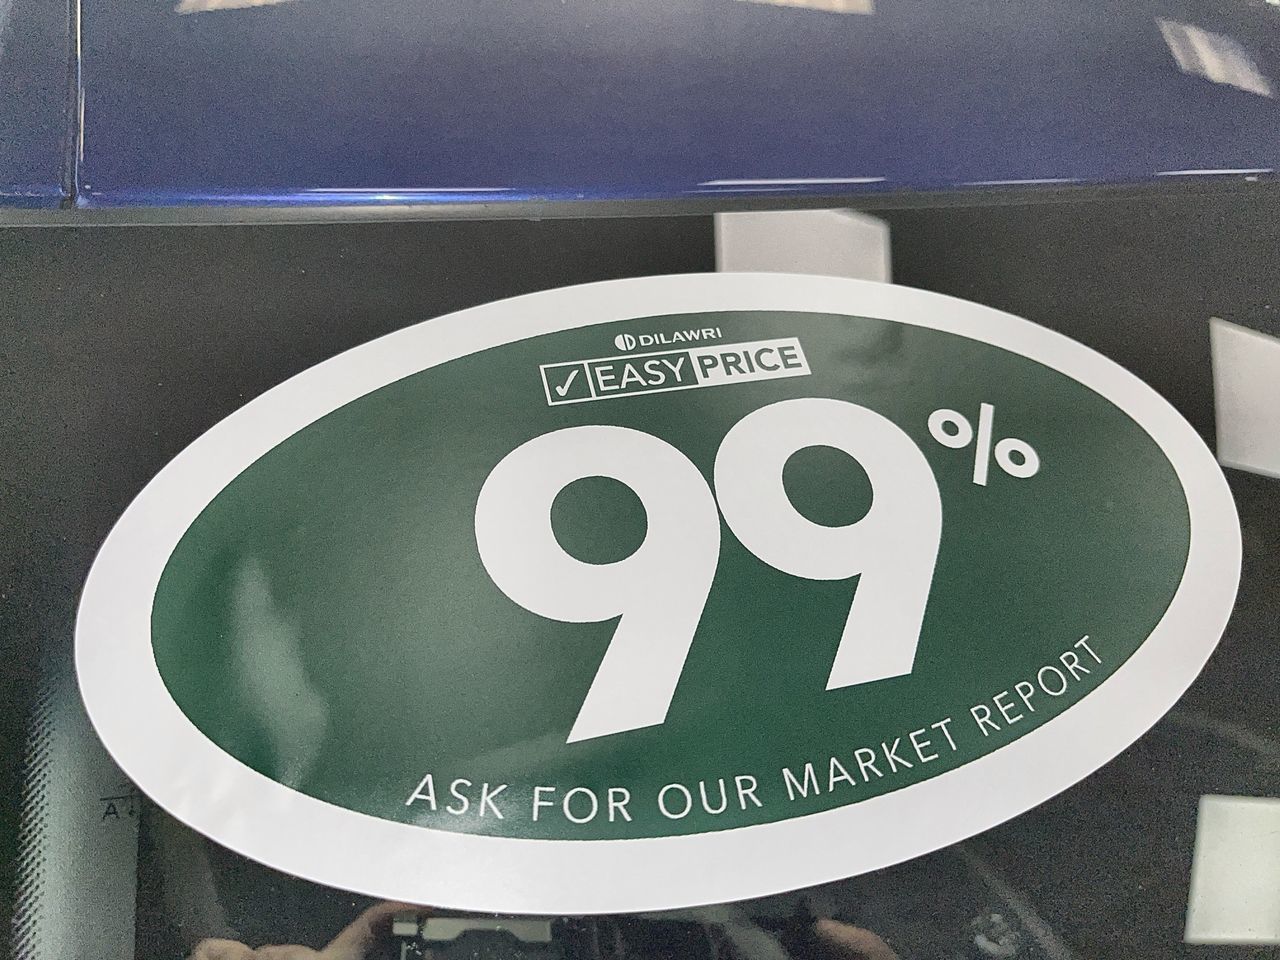 DILAWRI
✓ EASY PRICE
99%
ASK FOR OUR MARKET REPORT